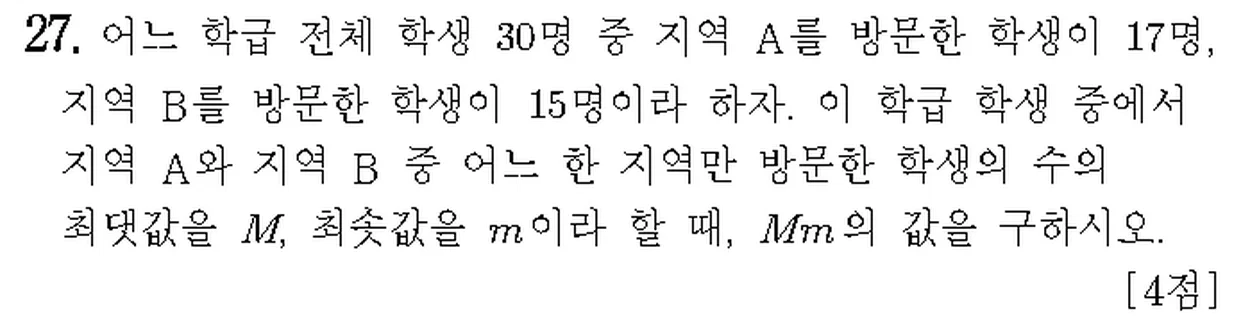 27. 어느 학급 전체 학생 30명 중 지역 A를 방문한 학생이 17명,
지역 B를 방문한 학생이 15명이라 하자. 이 학급 학생 중에서
지역 A와 지역 B 중 어느 한 지역만 방문한 학생의 수의
최댓값을 M, 최솟값을 m이라 할 때, Mm의 값을 구하시오.
[4점]